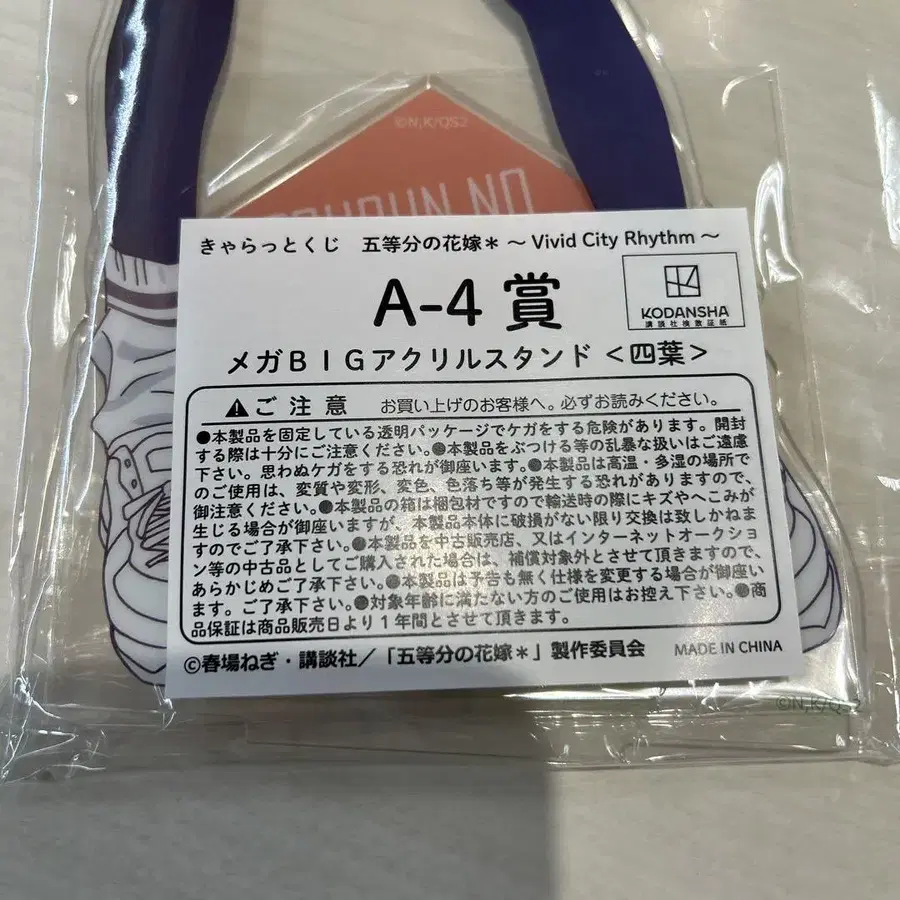 ©N,K/QS2
きゃらっとくじ 五等分の花嫁＊ ～ Vivid City Rhythm ～
A-4 賞
KODANSHA
講談社検数証紙
メガBIGアクリルスタンド＜四葉＞
⚠ご注意 お買い上げのお客様へ。必ずお読みください。
●本製品を固定している透明パッケージでケガをする危険があります。開封
する際は十分にご注意ください。●本製品をぶつける等の乱暴な扱いはご遠慮
下さい。思わぬケガをする恐れが御座います。●本製品は高温・多湿の場所で
のご使用は、変質や変形、変色、色落ち等が発生する恐れがありますので、
御注意ください。●本製品の箱は梱包材ですので輸送時の際にキズやへこみが
生じる場合が御座いますが、本製品本体に破損がない限り交換は致しかねま
すのでご了承下さい。●本製品を中古販売店、又はインターネットオークショ
ン等の中古品としてご購入された場合は、補償対象外とさせて頂きますので、
あらかじめご了承下さい。●本製品は予告も無く仕様を変更する場合が御座い
ます。ご了承下さい。●対象年齢に満たない方のご使用はお控え下さい。●商
品保証は商品販売日より1年間とさせて頂きます。
©春場ねぎ・講談社／「五等分の花嫁＊」製作委員会 MADE IN CHINA
©N,K/QS2